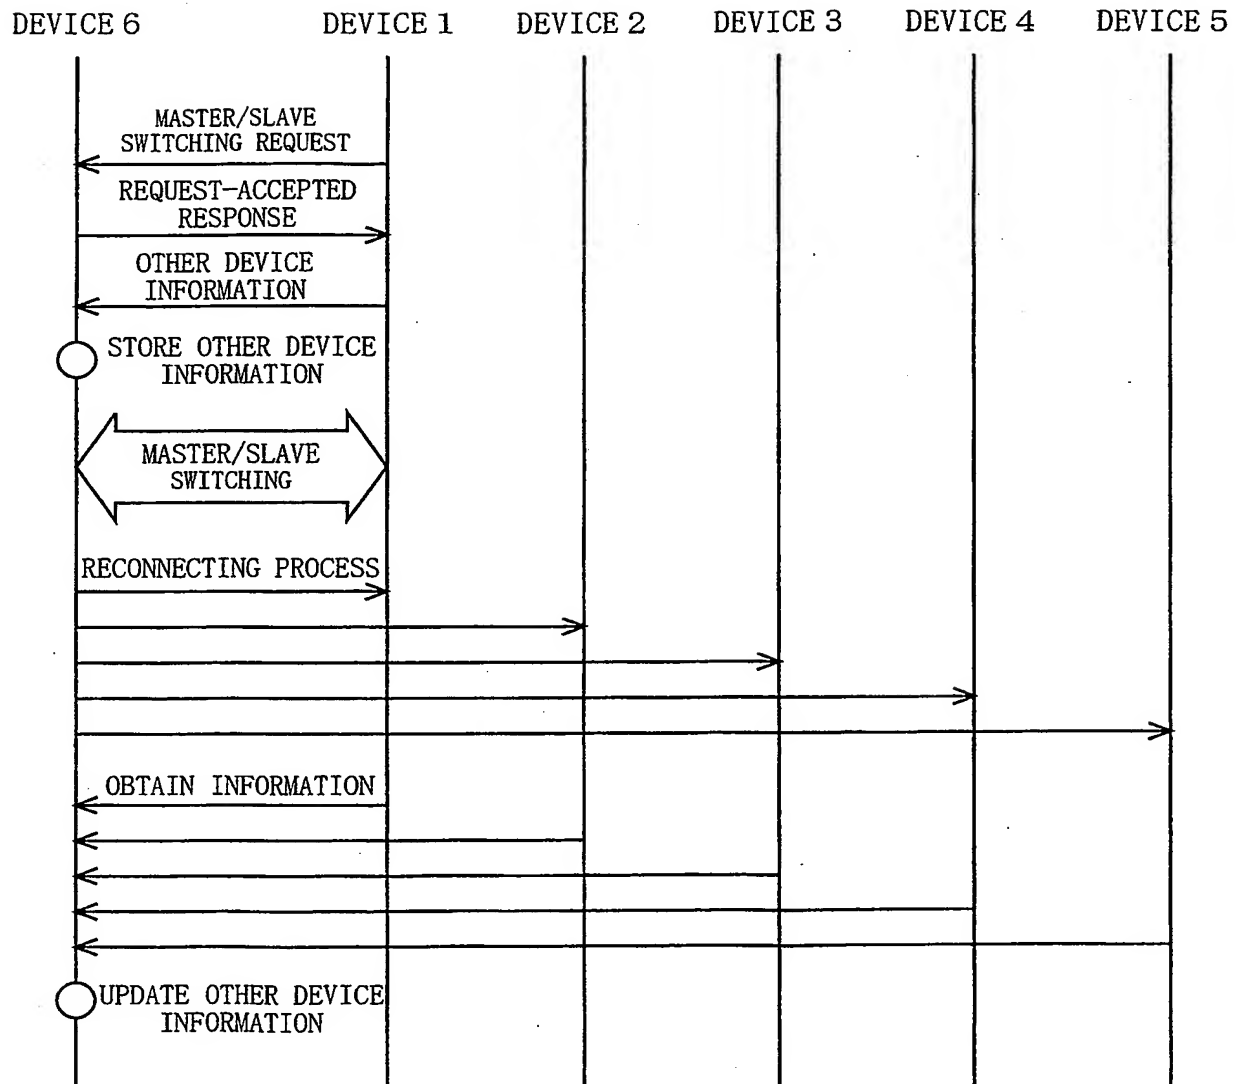 DEVICE 6 DEVICE 1 DEVICE 2 DEVICE 3 DEVICE 4 DEVICE 5
MASTER/SLAVE
SWITCHING REQUEST
REQUEST-ACCEPTED
RESPONSE
OTHER DEVICE
INFORMATION
STORE OTHER DEVICE
INFORMATION
MASTER/SLAVE
SWITCHING
RECONNECTING PROCESS
OBTAIN INFORMATION
UPDATE OTHER DEVICE
INFORMATION